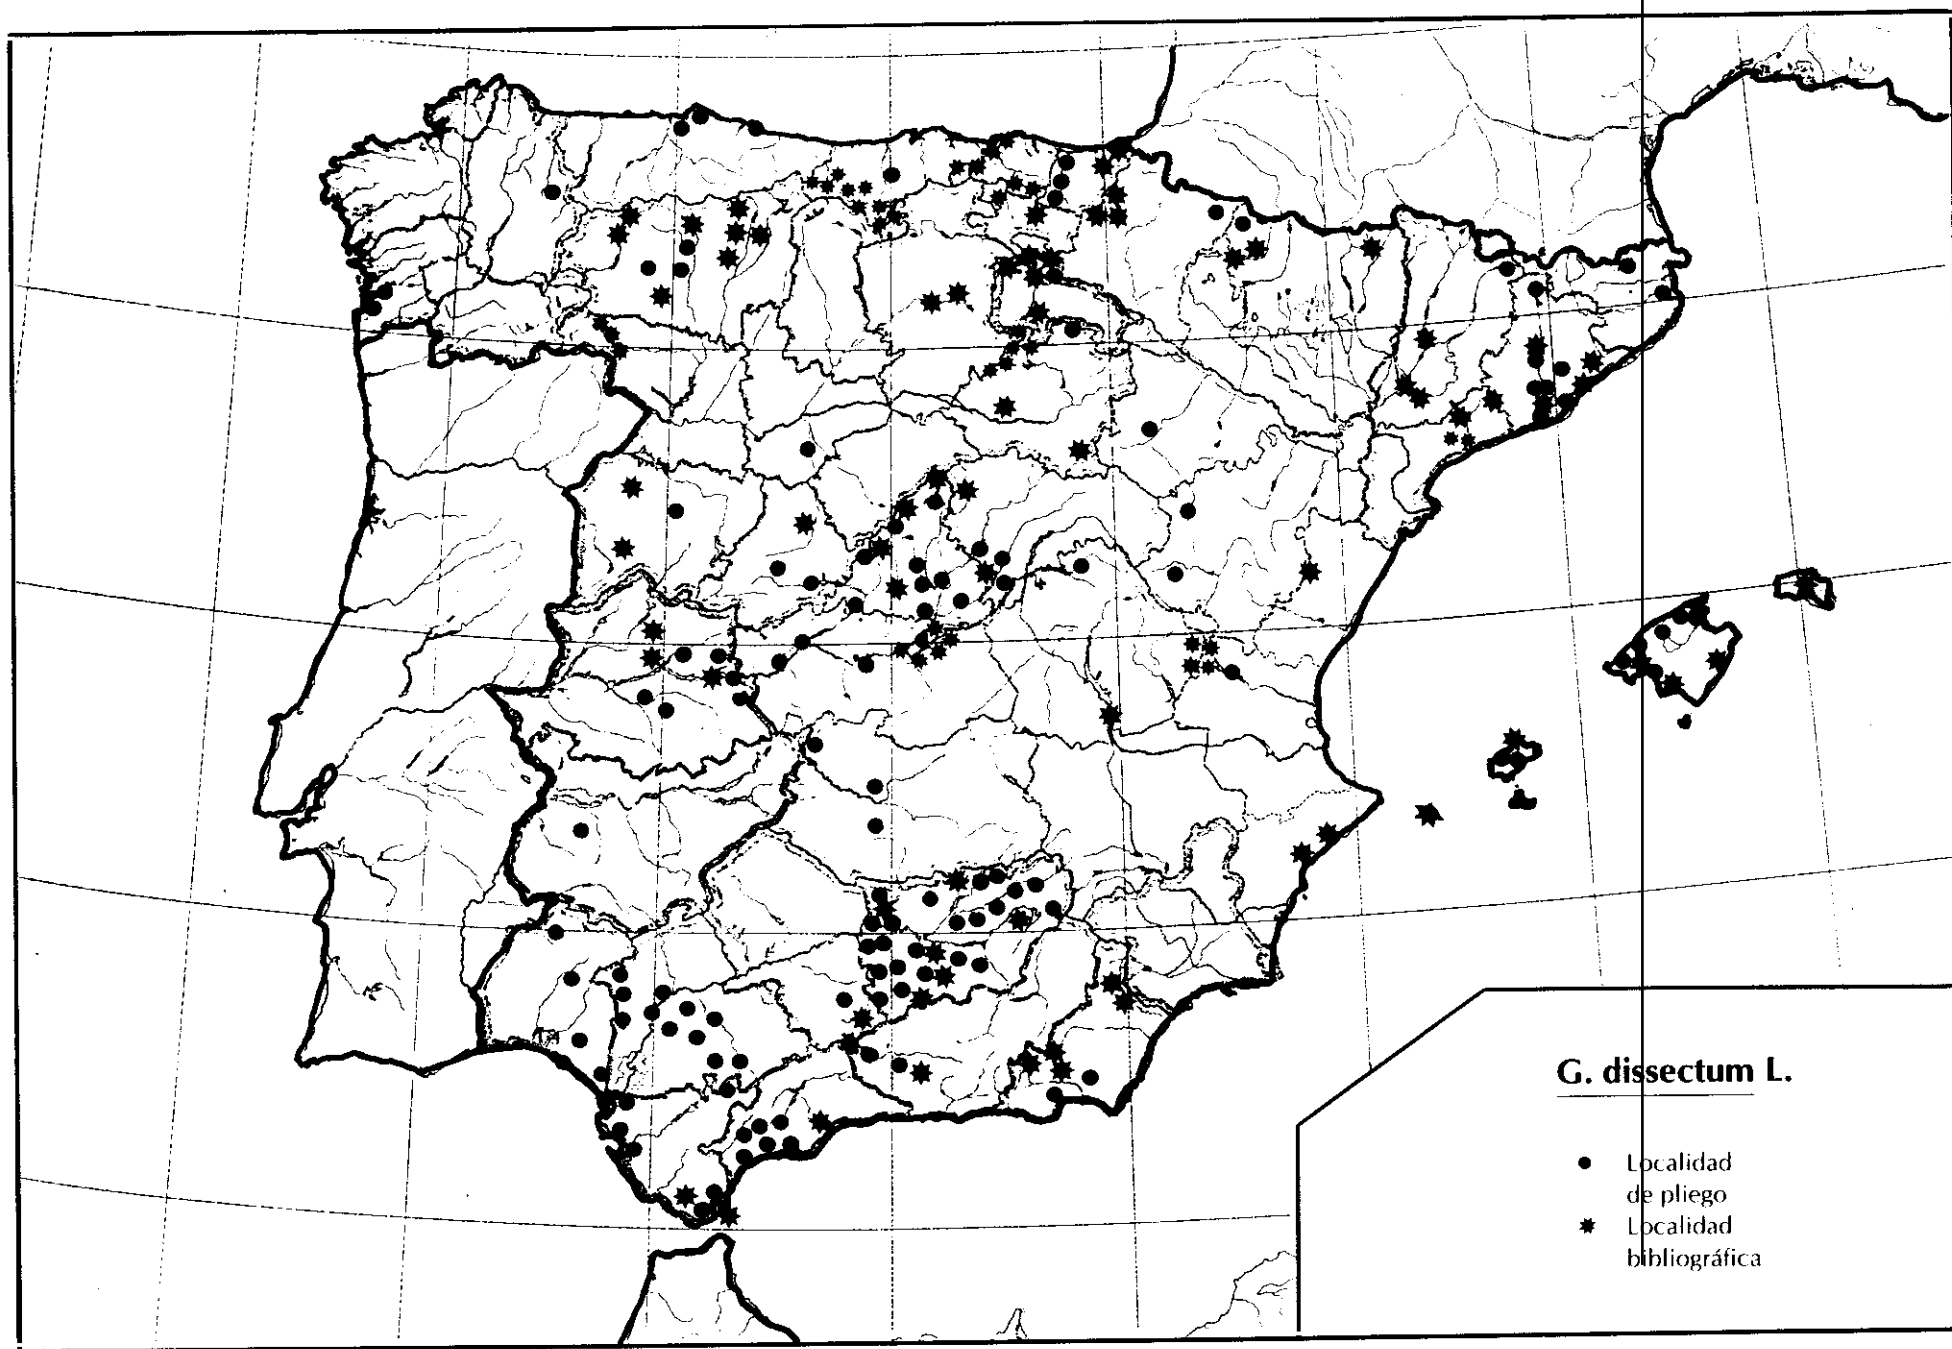 G. dissectum L.
Localidad
de pliego
Localidad
bibliográfica